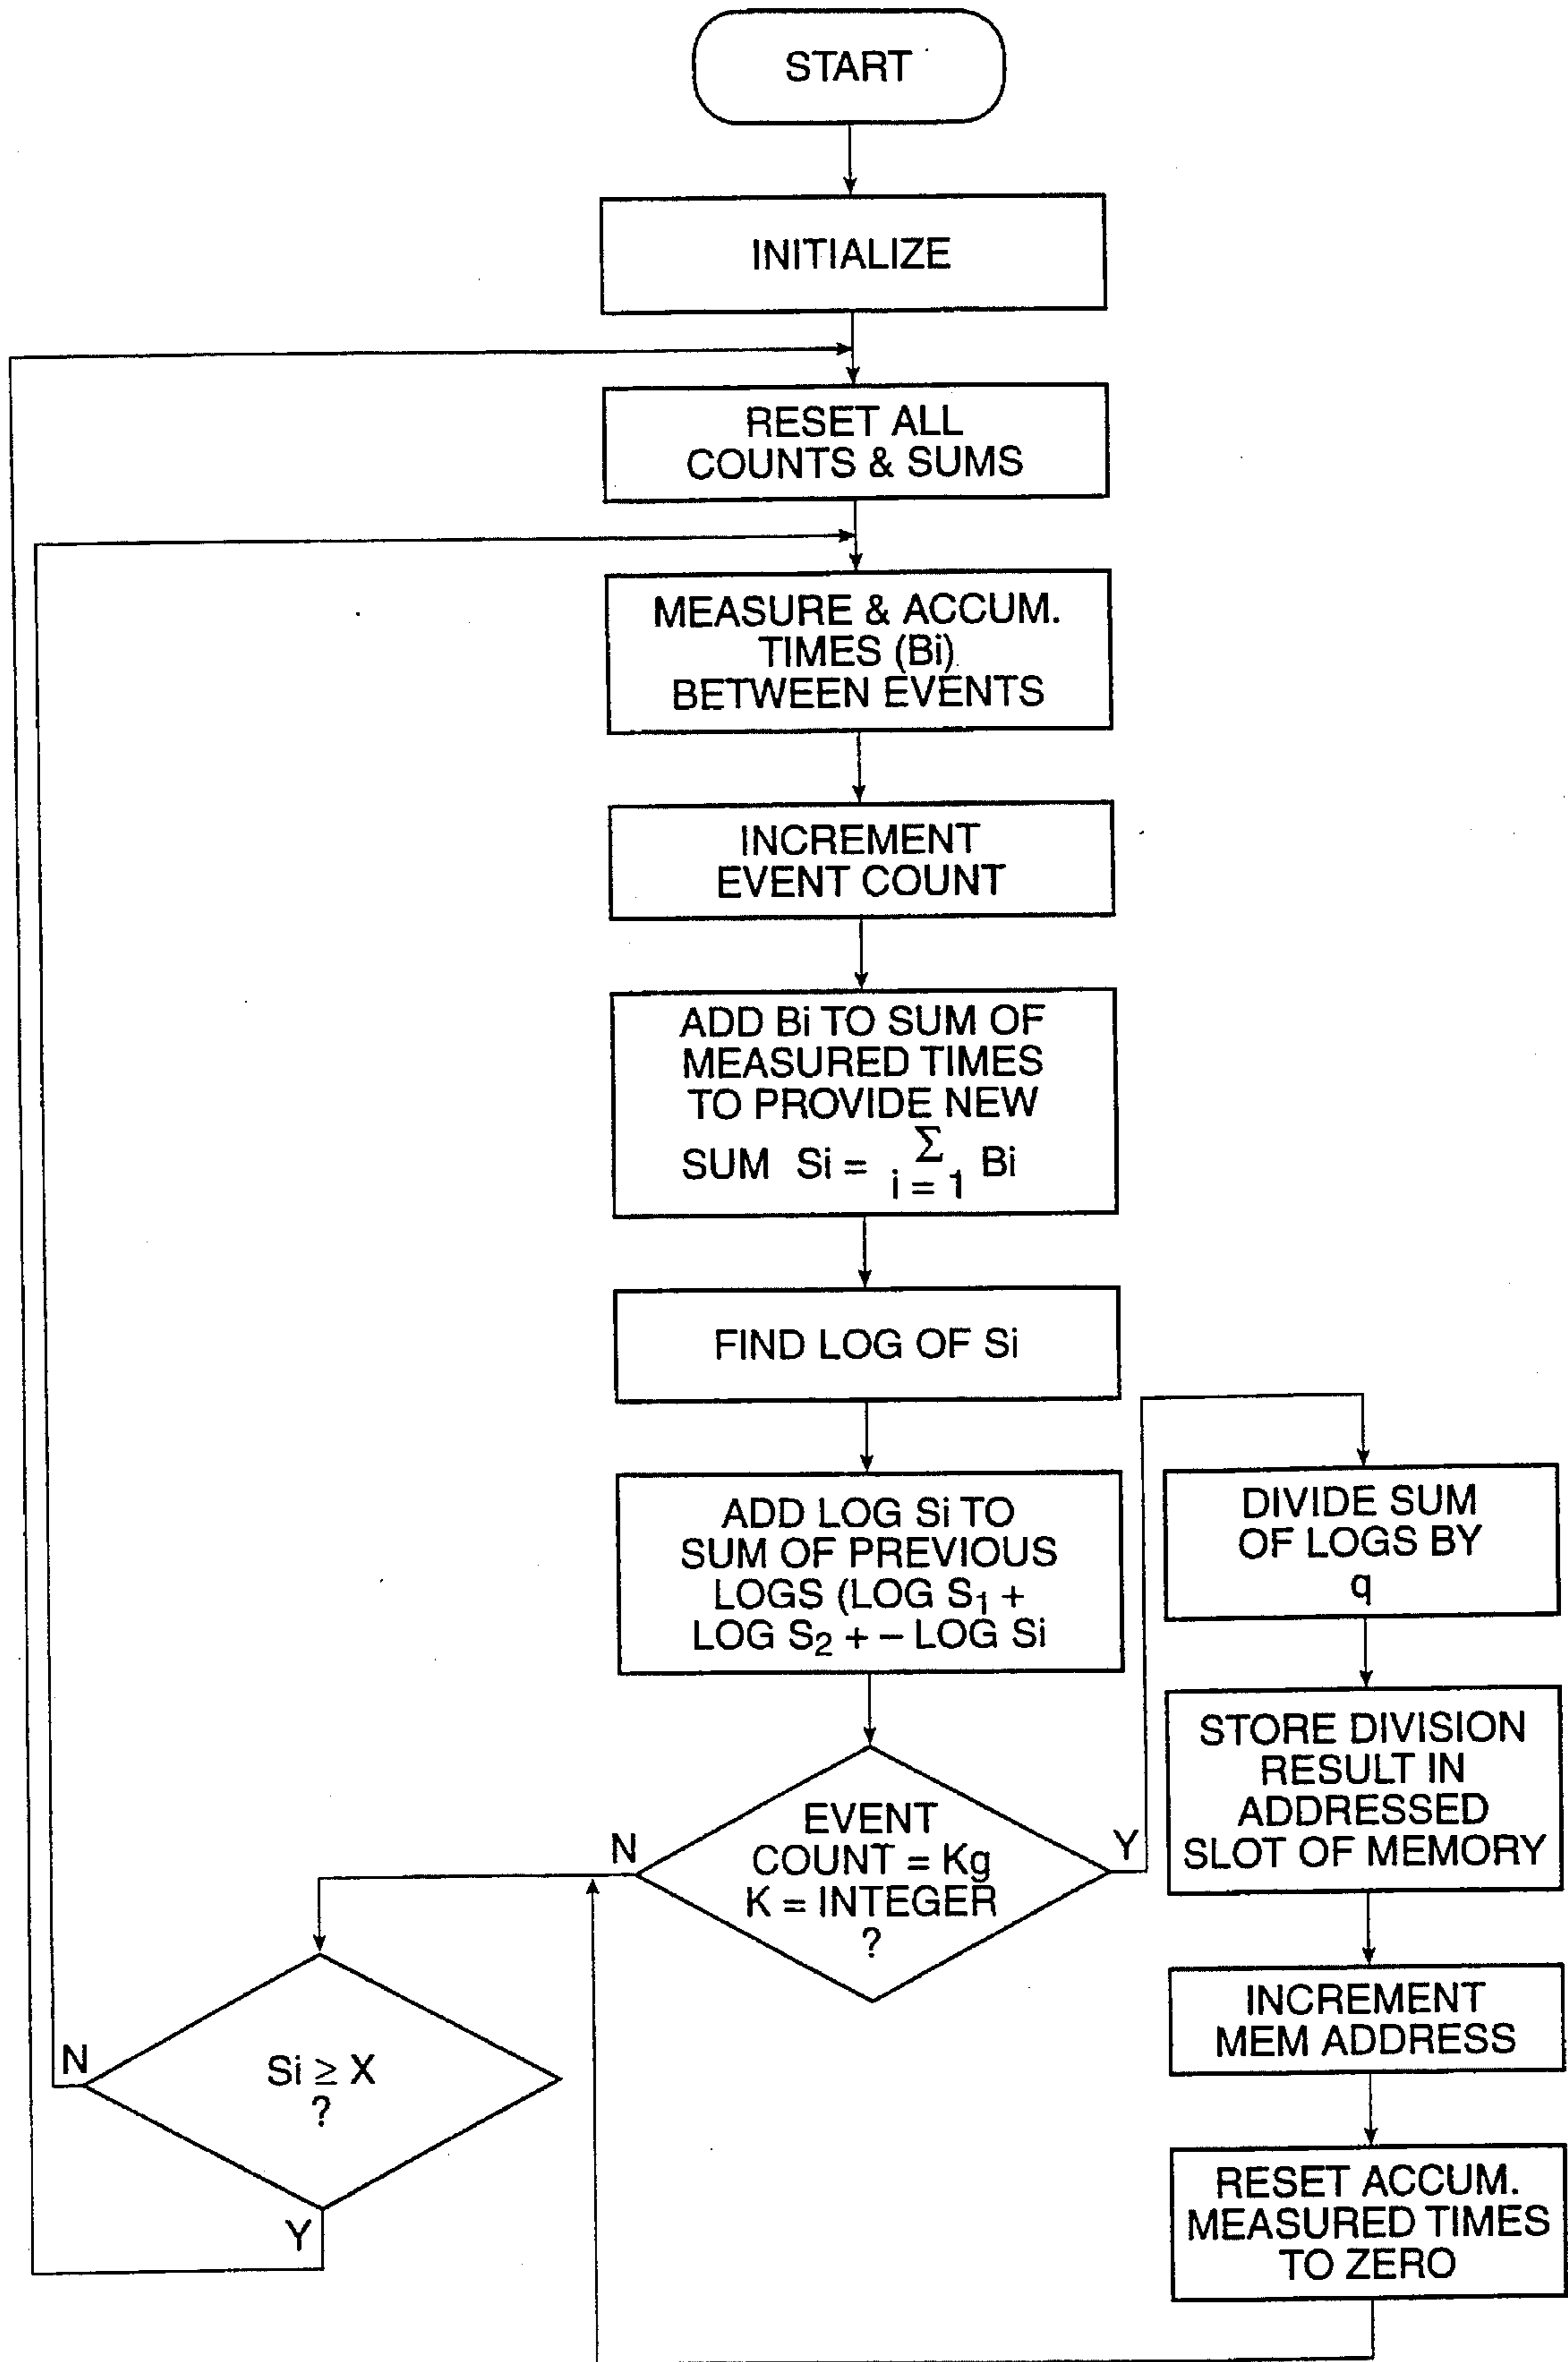 START
INITIALIZE
RESET ALL
COUNTS & SUMS
MEASURE & ACCUM.
TIMES (Bi)
BETWEEN EVENTS
INCREMENT
EVENT COUNT
ADD Bi TO SUM OF
MEASURED TIMES
TO PROVIDE NEW
SUM Si = Σ i = 1 Bi
FIND LOG OF Si
ADD LOG Si TO
SUM OF PREVIOUS
LOGS (LOG S₁ +
LOG S₂ + – LOG Si
EVENT
COUNT = Kg
K = INTEGER
?
N
Y
DIVIDE SUM
OF LOGS BY
q
STORE DIVISION
RESULT IN
ADDRESSED
SLOT OF MEMORY
INCREMENT
MEM ADDRESS
RESET ACCUM.
MEASURED TIMES
TO ZERO
Si ≥ X
?
N
Y